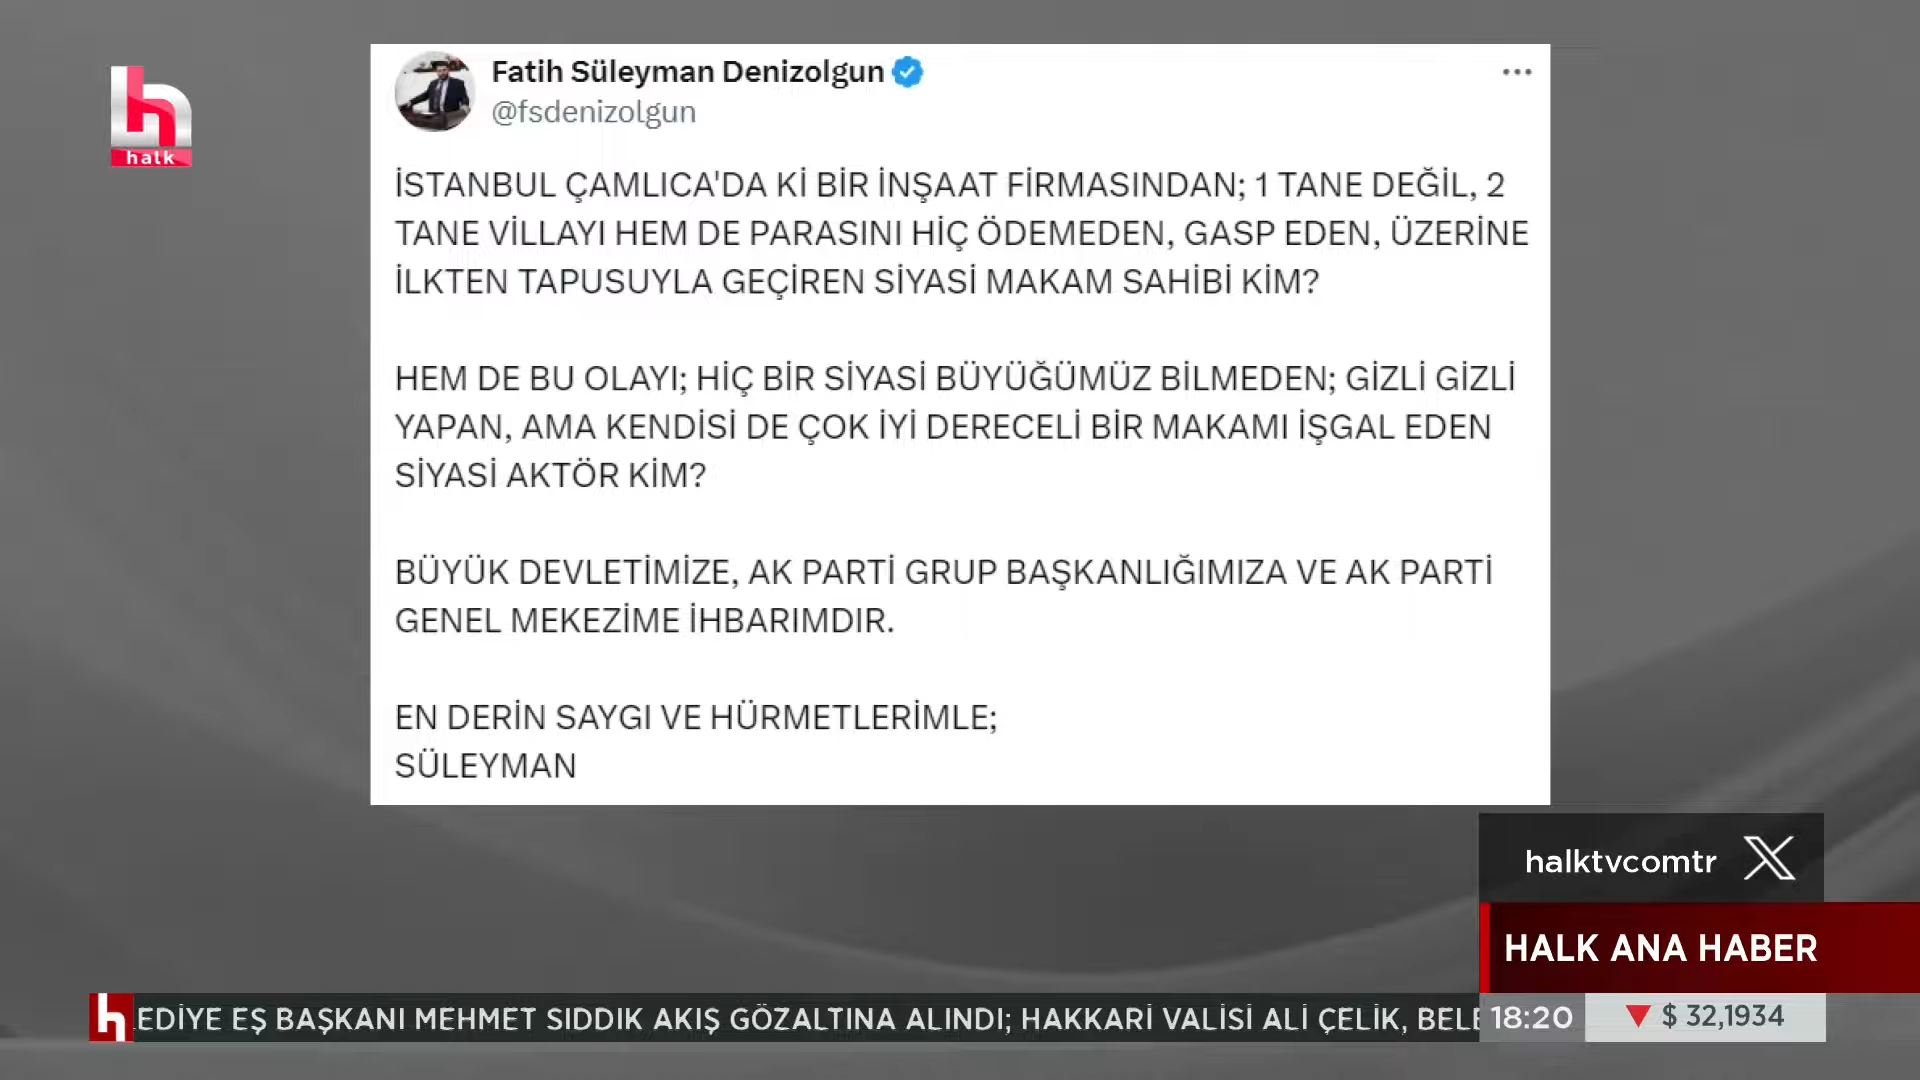 halk
Fatih Süleyman Denizolgun
@fsdenizolgun
İSTANBUL ÇAMLICA'DA Kİ BİR İNŞAAT FİRMASINDAN; 1 TANE DEĞİL, 2
TANE VİLLAYI HEM DE PARASINI HİÇ ÖDEMEDEN, GASP EDEN, ÜZERİNE
İLKTEN TAPUSUYLA GEÇİREN SİYASİ MAKAM SAHİBİ KİM?
HEM DE BU OLAYI; HİÇ BİR SİYASİ BÜYÜĞÜMÜZ BİLMEDEN; GİZLİ GİZLİ
YAPAN, AMA KENDİSİ DE ÇOK İYİ DERECELİ BİR MAKAMI İŞGAL EDEN
SİYASİ AKTÖR KİM?
BÜYÜK DEVLETİMİZE, AK PARTİ GRUP BAŞKANLIĞIMIZA VE AK PARTİ
GENEL MEKEZİME İHBARIMDIR.
EN DERİN SAYGI VE HÜRMETLERİMLE;
SÜLEYMAN
halktvcomtr X
HALK ANA HABER
EDİYE EŞ BAŞKANI MEHMET SIDDIK AKIŞ GÖZALTINA ALINDI; HAKKARİ VALİSİ ALİ ÇELİK, BELE
18:20
$ 32,1934